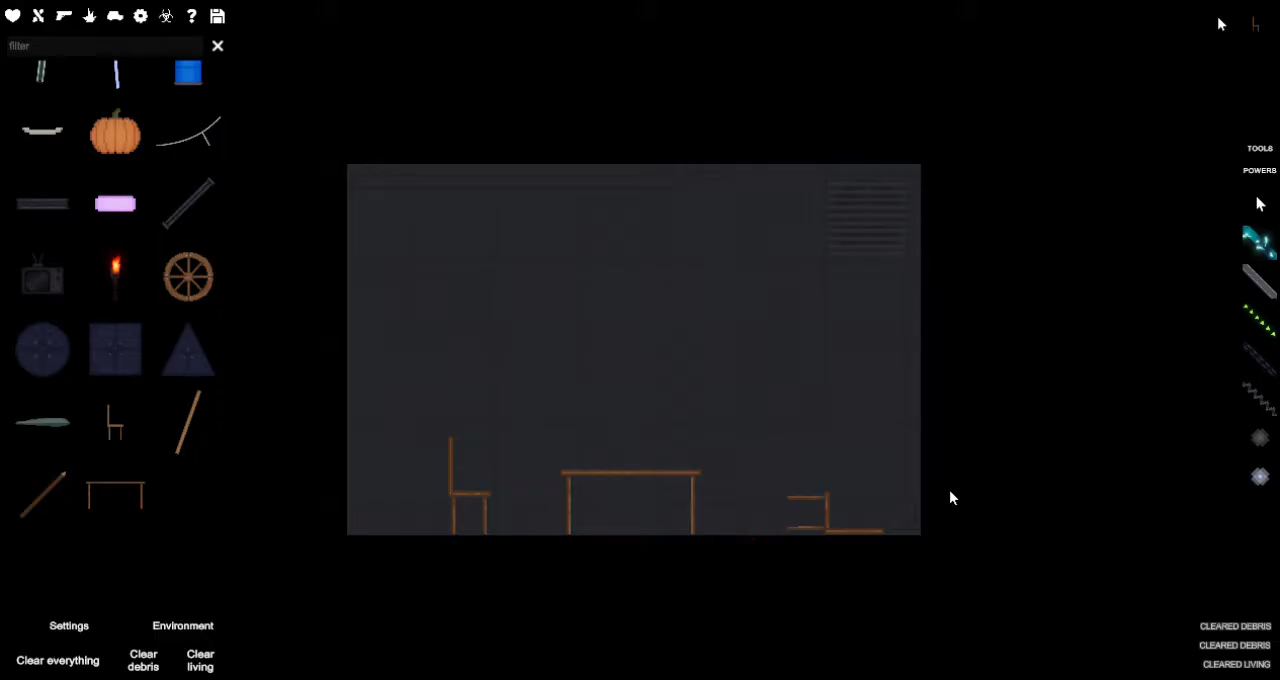 filter
TOOLS
POWERS
Settings
Environment
Clear everything
Clear
debris
Clear
living
CLEARED DEBRIS
CLEARED DEBRIS
CLEARED LIVING